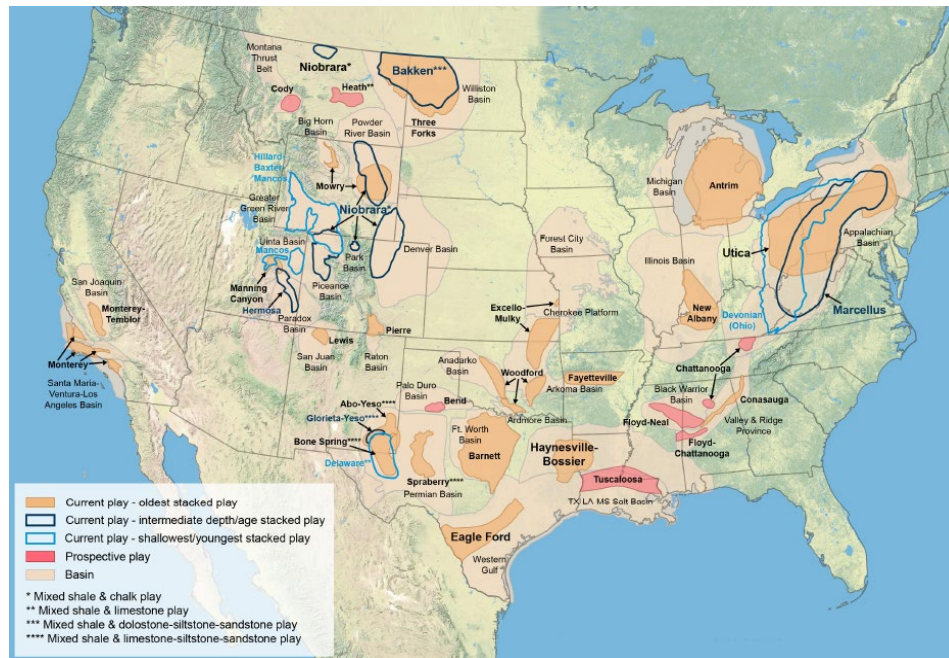 Montana
Thrust
Belt
Niobrara*
Bakken***
Cody
Heath**
Williston
Basin
Big Horn
Basin
Powder
River Basin
Three
Forks
Hillard-
Baxter-
Mancos
Mowry
Greater
Green River
Basin
Niobrara*
Uinta Basin
Mancos
Park
Basin
Denver Basin
Manning
Canyon
Piceance
Basin
Hermosa
Paradox
Basin
San Joaquin
Basin
Monterey-
Temblor
Monterey
Santa Maria-
Ventura-Los
Angeles Basin
Lewis
Pierre
San Juan
Basin
Raton
Basin
Michigan
Basin
Antrim
Forest City
Basin
Illinois Basin
Utica
Appalachian
Basin
Excello-
Mulky
Cherokee Platform
New
Albany
Devonian
(Ohio)
Marcellus
Anadarko
Basin
Woodford
Arkoma Basin
Fayetteville
Chattanooga
Palo Duro
Basin
Bend
Ardmore Basin
Black Warrior
Basin
Conasauga
Abo-Yeso****
Glorieta-Yeso****
Bone Spring****
Delaware**
Ft. Worth
Basin
Barnett
Haynesville-
Bossier
Floyd-Neal
Valley & Ridge
Province
Floyd-
Chattanooga
Spraberry****
Permian Basin
Tuscaloosa
TX-LA-MS Salt Basin
Eagle Ford
Western
Gulf
Current play - oldest stacked play
Current play - intermediate depth/age stacked play
Current play - shallowest/youngest stacked play
Prospective play
Basin
* Mixed shale & chalk play
** Mixed shale & limestone play
*** Mixed shale & dolostone-siltstone-sandstone play
**** Mixed shale & limestone-siltstone-sandstone play